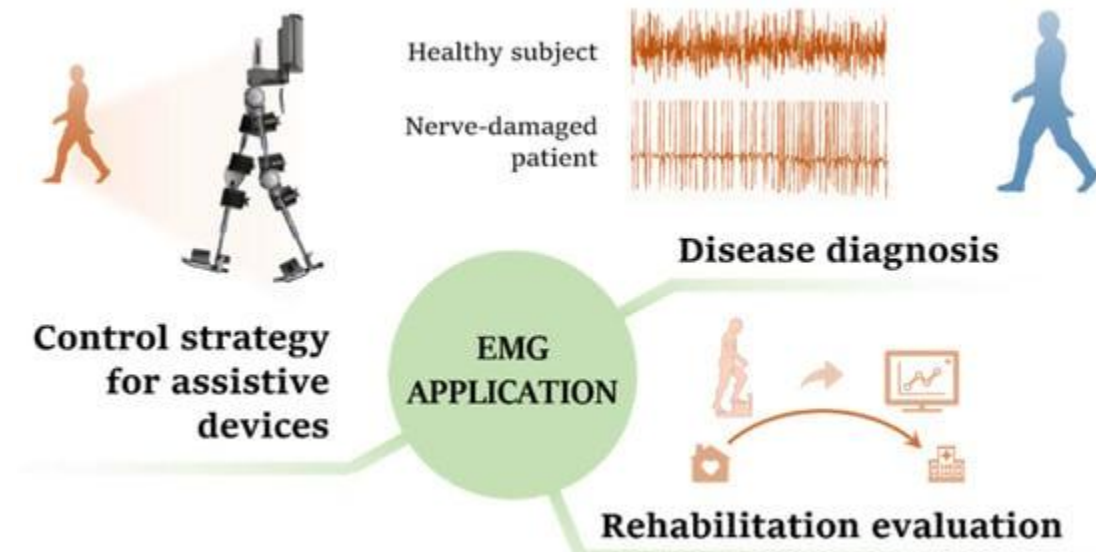 Healthy subject
Nerve-damaged
patient
Disease diagnosis
Control strategy
for assistive
devices
EMG
APPLICATION
Rehabilitation evaluation